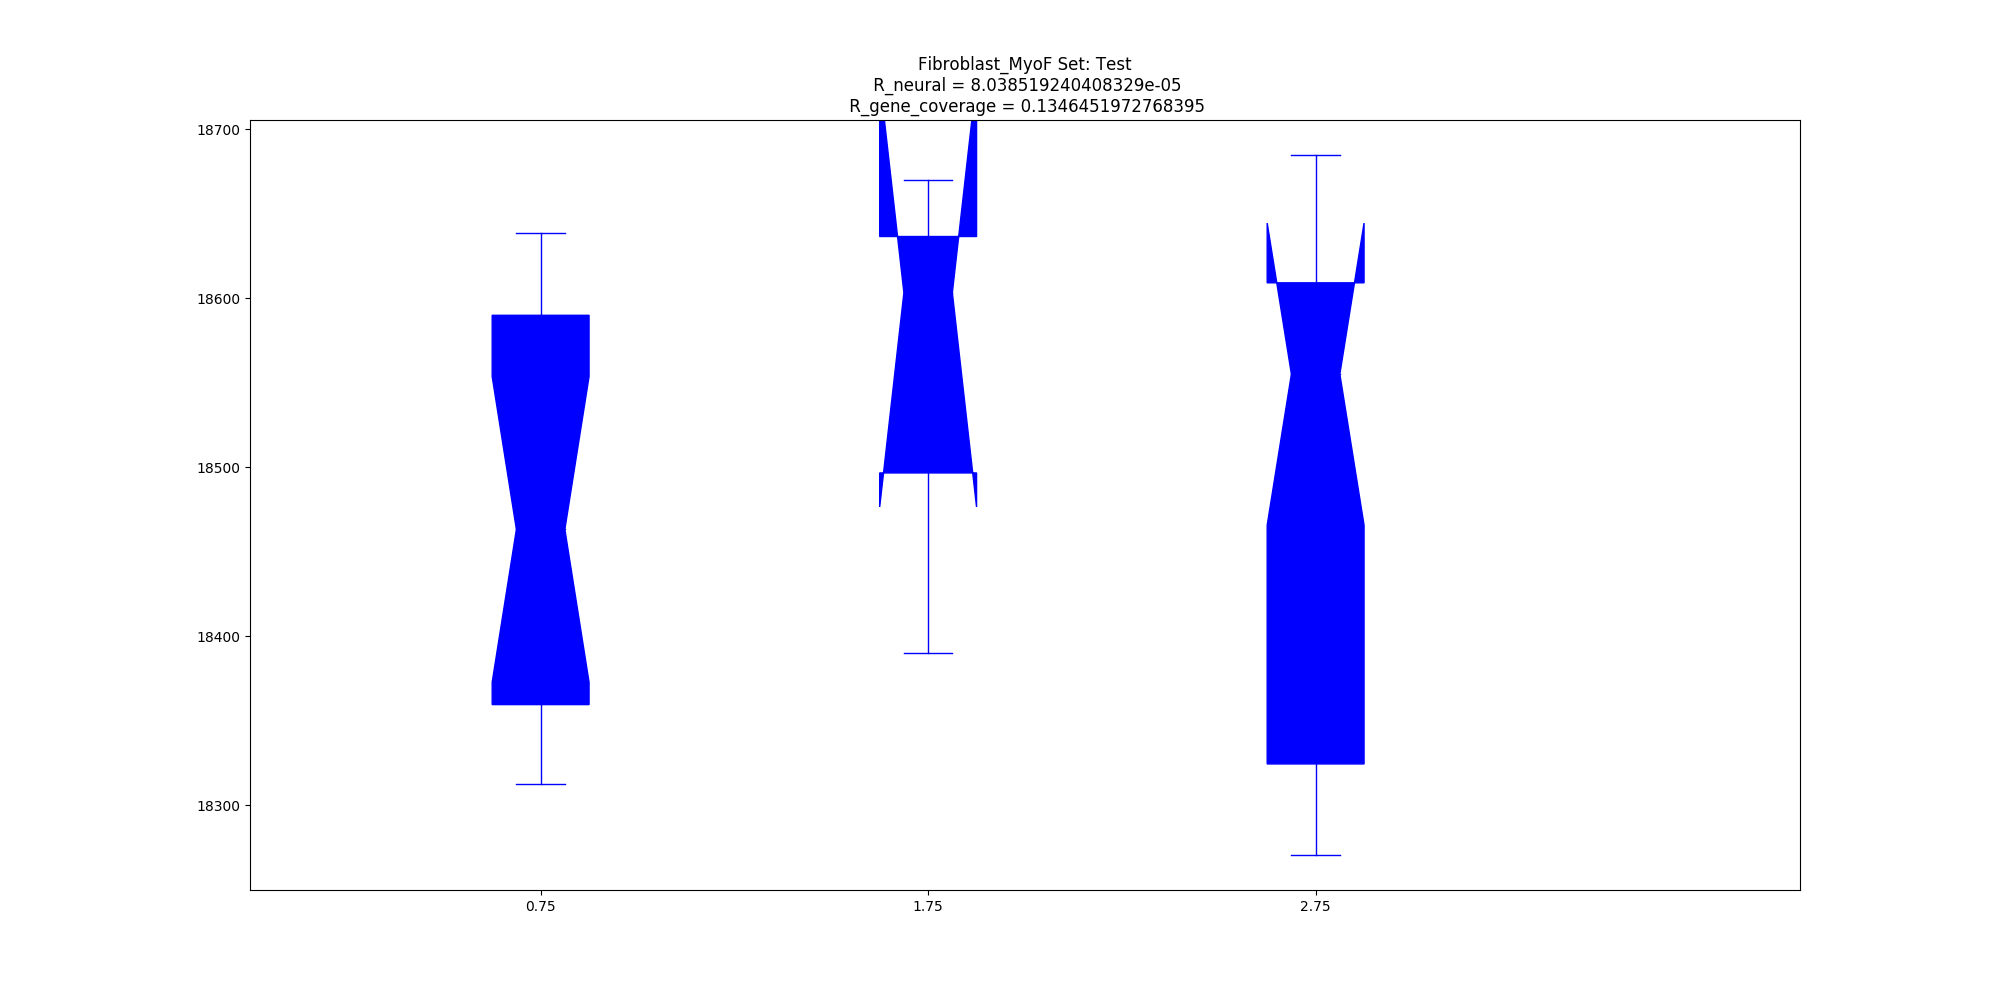 Fibroblast_MyoF Set: Test
R_neural = 8.038519240408329e-05
R_gene_coverage = 0.1346451972768395
18700
18600
18500
18400
18300
0.75
1.75
2.75